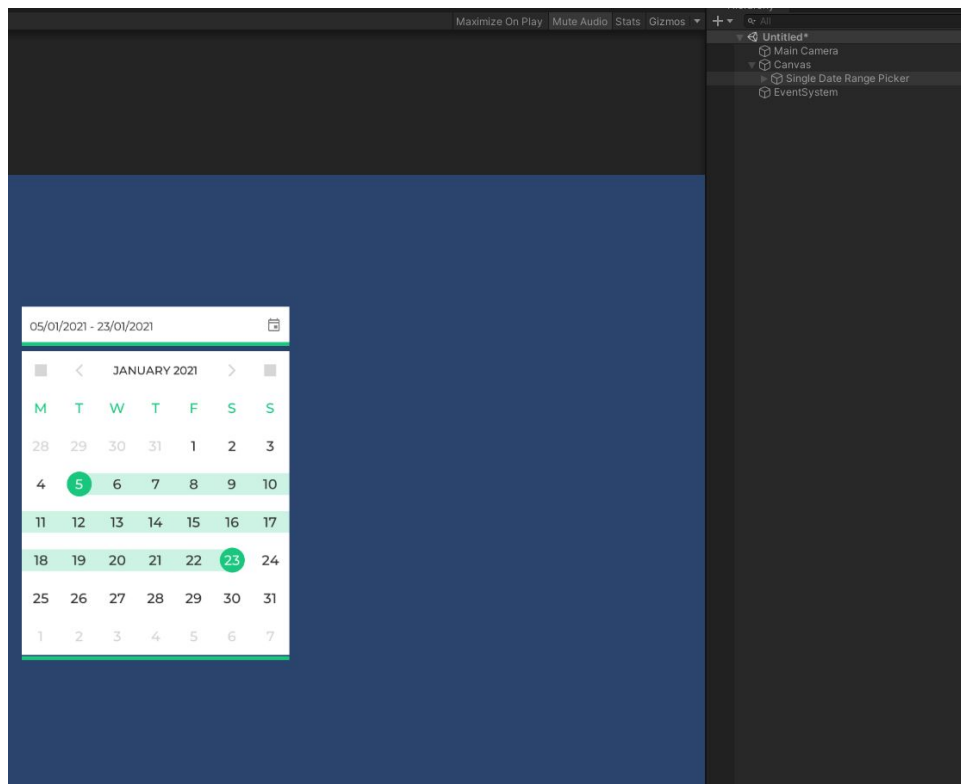 Maximize On Play Mute Audio Stats Gizmos
All
Untitled*
Main Camera
Canvas
Single Date Range Picker
EventSystem
05/01/2021 - 23/01/2021
JANUARY 2021
M T W T F S S
28 29 30 31 1 2 3
4 5 6 7 8 9 10
11 12 13 14 15 16 17
18 19 20 21 22 23 24
25 26 27 28 29 30 31
1 2 3 4 5 6 7